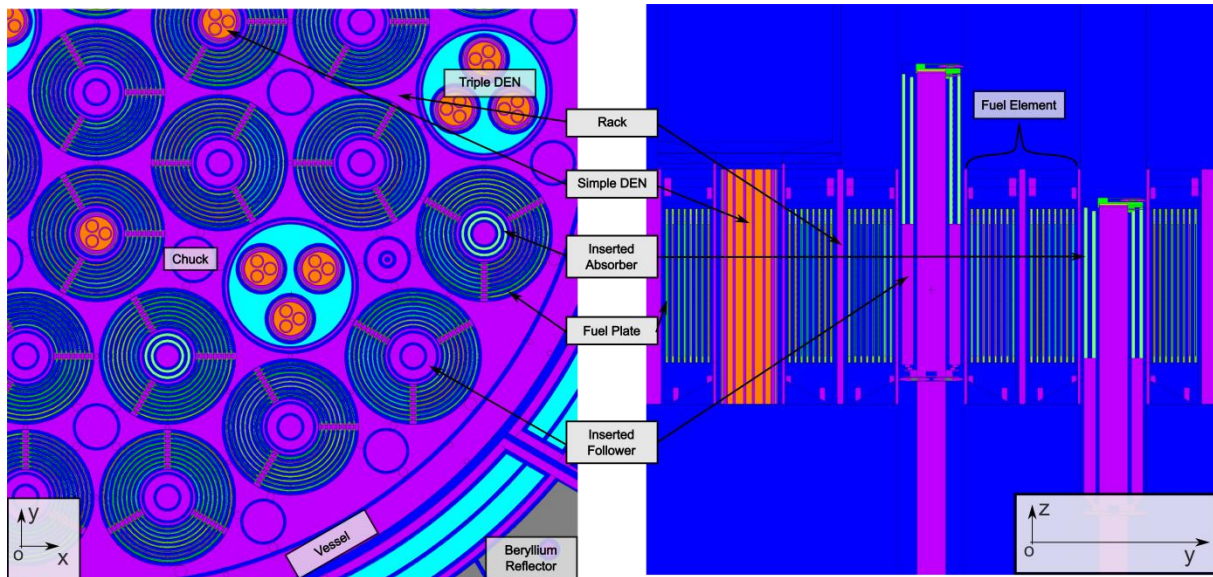 Triple DEN
Rack
Fuel Element
Simple DEN
Chuck
Inserted
Absorber
Fuel Plate
Inserted
Follower
Vessel
Beryllium
Reflector
y
o
x
z
o
y